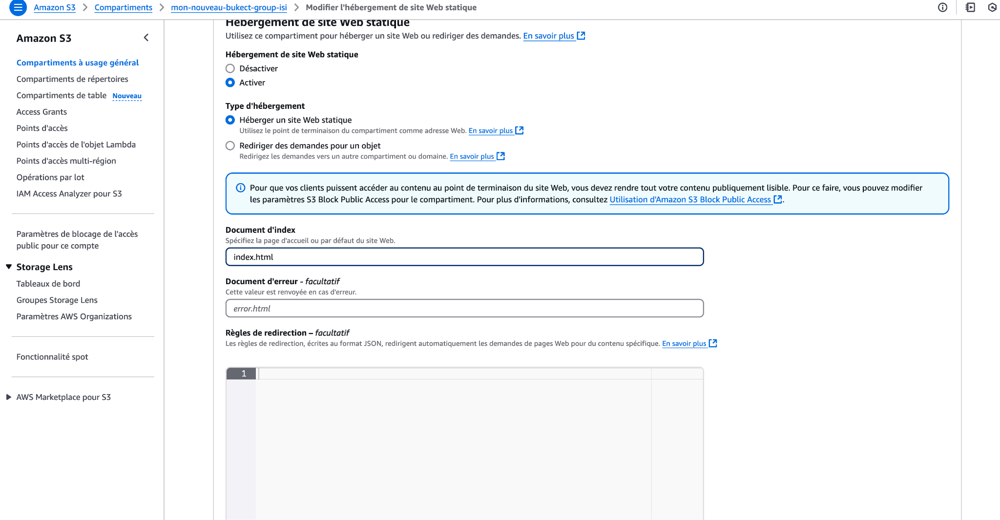 Amazon S3 > Compartiments > mon-nouveau-bukect-group-isi > Modifier l'hébergement de site Web statique
Amazon S3
Compartiments à usage général
Compartiments de répertoires
Compartiments de table Nouveau
Access Grants
Points d'accès
Points d'accès de l'objet Lambda
Points d'accès multi-région
Opérations par lot
IAM Access Analyzer pour S3
Paramètres de blocage de l'accès
public pour ce compte
Storage Lens
Tableaux de bord
Groupes Storage Lens
Paramètres AWS Organizations
Fonctionnalité spot
AWS Marketplace pour S3
Hébergement de site Web statique
Utilisez ce compartiment pour héberger un site Web ou rediriger des demandes. En savoir plus
Hébergement de site Web statique
Désactiver
Activer
Type d'hébergement
Héberger un site Web statique
Utilisez le point de terminaison du compartiment comme adresse Web. En savoir plus
Rediriger des demandes pour un objet
Redirigez les demandes vers un autre compartiment ou domaine. En savoir plus
Pour que vos clients puissent accéder au contenu au point de terminaison du site Web, vous devez rendre tout votre contenu publiquement lisible. Pour ce faire, vous pouvez modifier
les paramètres S3 Block Public Access pour le compartiment. Pour plus d'informations, consultez Utilisation d'Amazon S3 Block Public Access.
Document d'index
Spécifiez la page d'accueil ou par défaut du site Web.
index.html
Document d'erreur - facultatif
Cette valeur est renvoyée en cas d'erreur.
error.html
Règles de redirection – facultatif
Les règles de redirection, écrites au format JSON, redirigent automatiquement les demandes de pages Web pour du contenu spécifique. En savoir plus
1